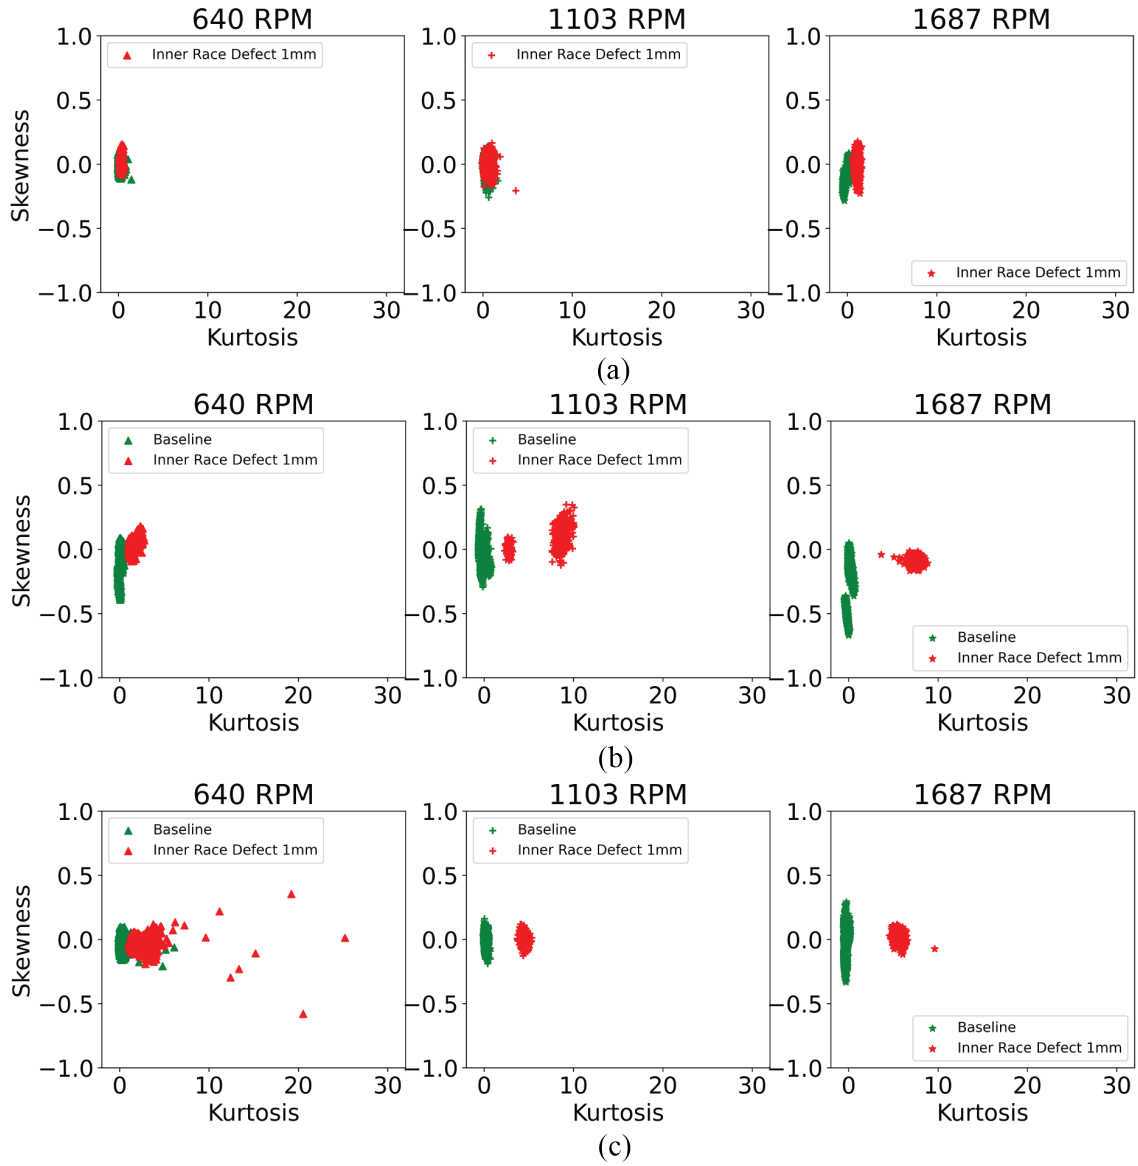 640 RPM 1103 RPM 1687 RPM
1.0 1.0 1.0
Inner Race Defect 1mm Inner Race Defect 1mm
0.5 0.5 0.5
Skewness
0.0 0.0 0.0
−0.5 −0.5 −0.5
Inner Race Defect 1mm
−1.0 −1.0 −1.0
0 10 20 30 0 10 20 30 0 10 20 30
Kurtosis Kurtosis Kurtosis
(a)
640 RPM 1103 RPM 1687 RPM
1.0 1.0 1.0
Baseline Baseline
Inner Race Defect 1mm Inner Race Defect 1mm
0.5 0.5 0.5
Skewness
0.0 0.0 0.0
−0.5 −0.5 −0.5
Baseline
Inner Race Defect 1mm
−1.0 −1.0 −1.0
0 10 20 30 0 10 20 30 0 10 20 30
Kurtosis Kurtosis Kurtosis
(b)
640 RPM 1103 RPM 1687 RPM
1.0 1.0 1.0
Baseline Baseline
Inner Race Defect 1mm Inner Race Defect 1mm
0.5 0.5 0.5
Skewness
0.0 0.0 0.0
−0.5 −0.5 −0.5
Baseline
Inner Race Defect 1mm
−1.0 −1.0 −1.0
0 10 20 30 0 10 20 30 0 10 20 30
Kurtosis Kurtosis Kurtosis
(c)